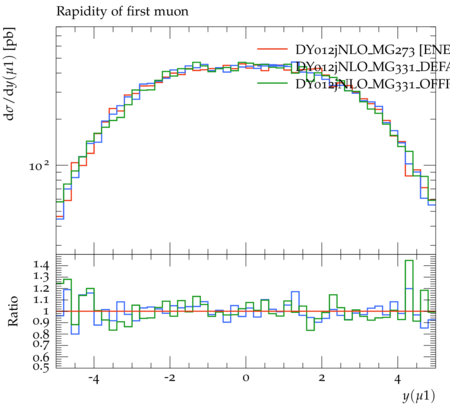 Rapidity of first muon
dσ/dy(μ1) [pb]
DY012jNLO_MG273 [ENE
DY012jNLO_MG331_DEFA
DY012jNLO_MG331_OFFI
10²
Ratio
1.4
1.3
1.2
1.1
1
0.9
0.8
0.7
0.6
0.5
-4 -2 0 2 4
y(μ1)